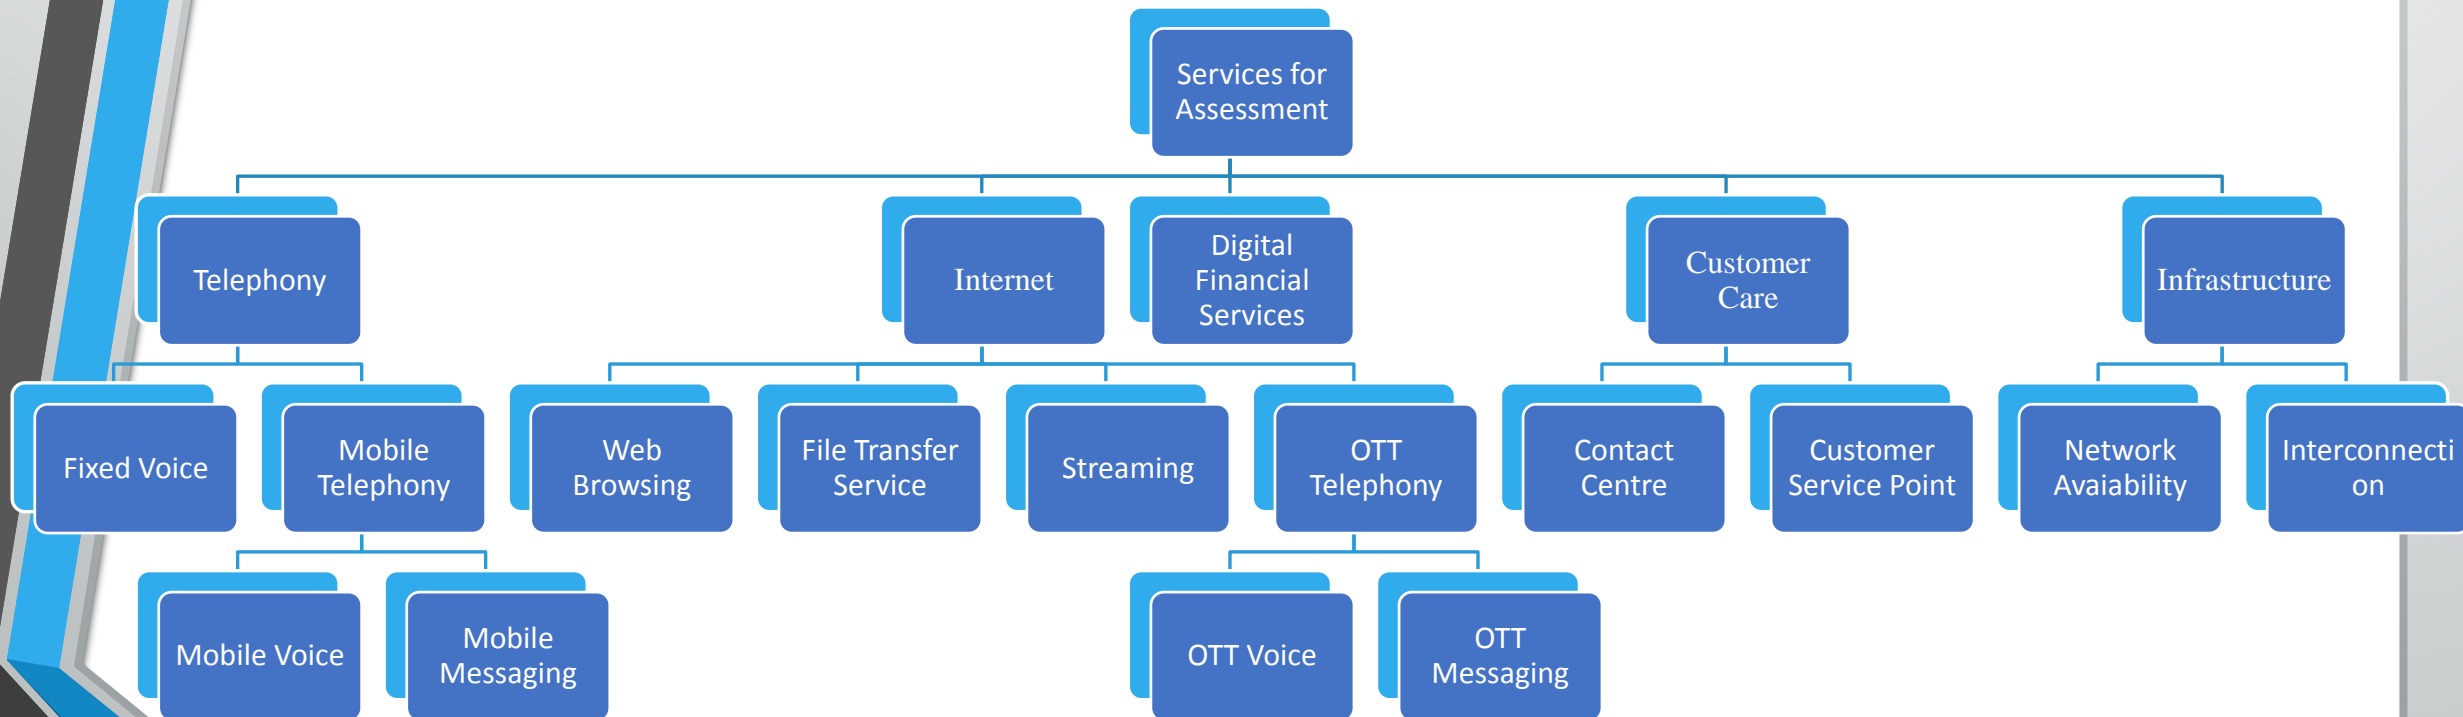 Services for
Assessment
Telephony
Internet
Digital
Financial
Services
Customer
Care
Infrastructure
Fixed Voice
Mobile
Telephony
Web
Browsing
File Transfer
Service
Streaming
OTT
Telephony
Contact
Centre
Customer
Service Point
Network
Avaiability
Interconnecti
on
Mobile Voice
Mobile
Messaging
OTT Voice
OTT
Messaging